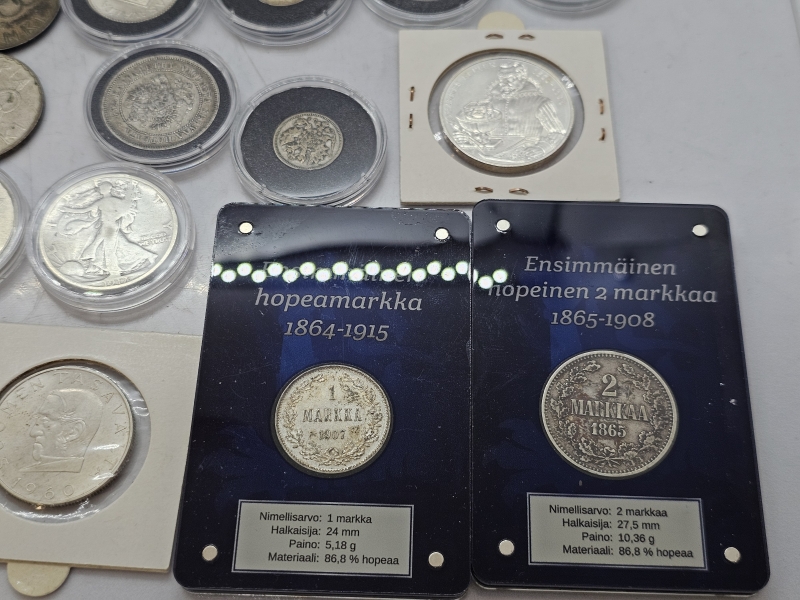 hopeamarkka
1864-1915
1
MARKKA
1907
Nimellisarvo: 1 markka
Halkaisija: 24 mm
Paino: 5,18 g
Materiaali: 86,8 % hopeaa
Ensimmäinen
hopeinen 2 markkaa
1865-1908
2
MARKKAA
1865
Nimellisarvo: 2 markkaa
Halkaisija: 27,5 mm
Paino: 10,36 g
Materiaali: 86,8 % hopeaa
1960